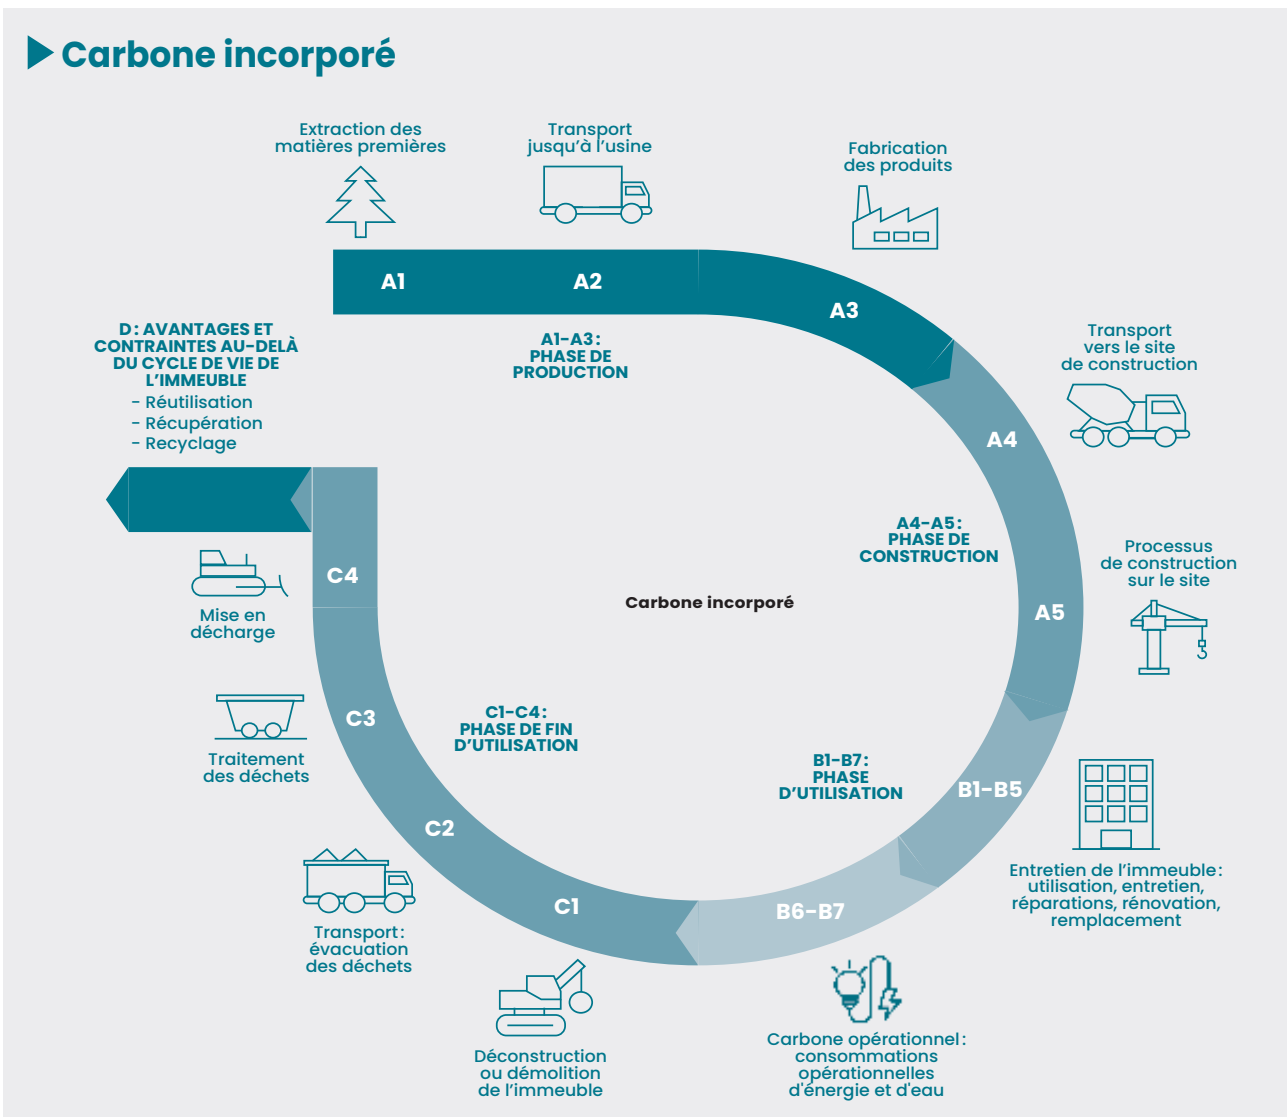 Carbone incorporé
Extraction des
matières premières
Transport
jusqu'à l'usine
Fabrication
des produits
A1
A2
A3
A1-A3:
PHASE DE
PRODUCTION
Transport
vers le site
de construction
A4
A4-A5:
PHASE DE
CONSTRUCTION
Processus
de construction
sur le site
A5
Carbone incorporé
B1-B7:
PHASE
D'UTILISATION
B1-B5
Entretien de l'immeuble:
utilisation, entretien,
réparations, rénovation,
remplacement
B6-B7
Carbone opérationnel:
consommations
opérationnelles
d'énergie et d'eau
C1-C4:
PHASE DE FIN
D'UTILISATION
C1
Déconstruction
ou démolition
de l'immeuble
C2
Transport:
évacuation
des déchets
C3
Traitement
des déchets
C4
Mise en
décharge
D: AVANTAGES ET
CONTRAINTES AU-DELÀ
DU CYCLE DE VIE DE
L'IMMEUBLE
- Réutilisation
- Récupération
- Recyclage